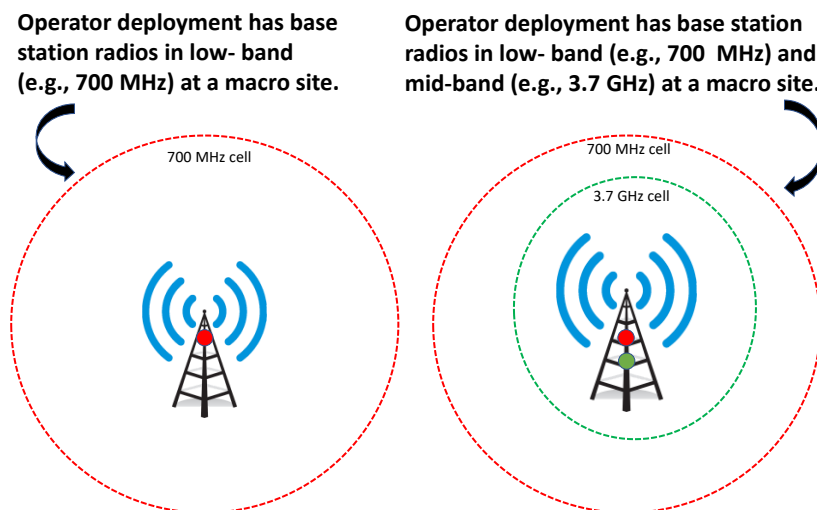 Operator deployment has base
station radios in low- band
(e.g., 700 MHz) at a macro site.
Operator deployment has base station
radios in low- band (e.g., 700  MHz) and
mid-band (e.g., 3.7 GHz) at a macro site.
700 MHz cell
700 MHz cell
3.7 GHz cell